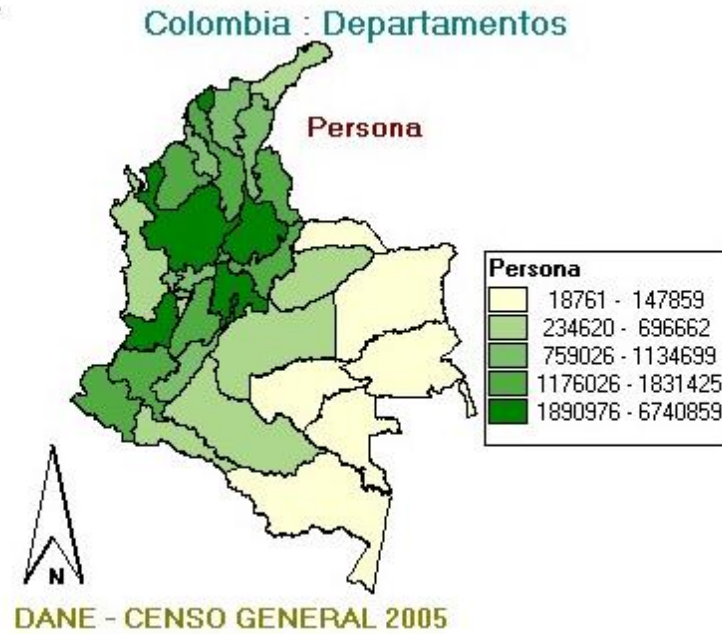 Colombia : Departamentos
Persona
Persona
18761 - 147859
234620 - 696662
759026 - 1134699
1176026 - 1831425
1890976 - 6740859
N
DANE - CENSO GENERAL 2005